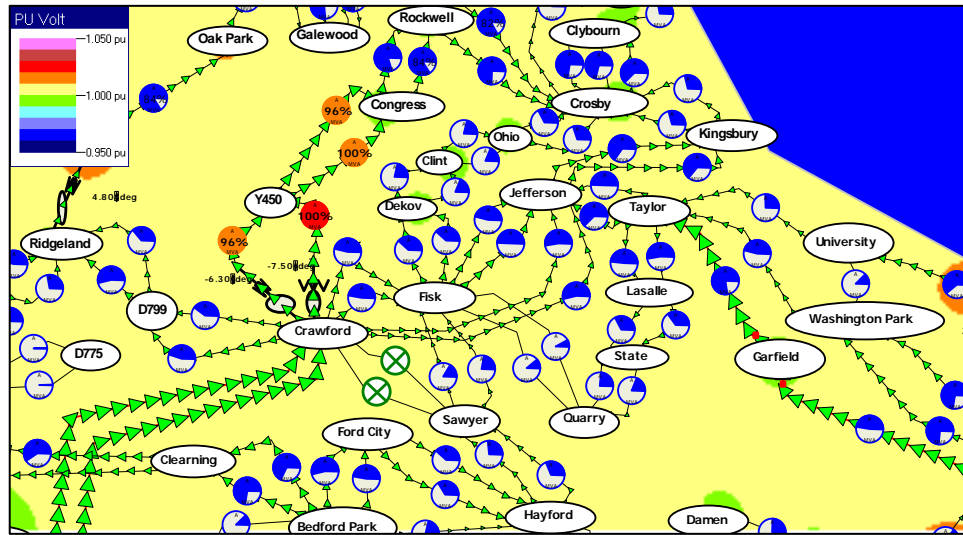 PU Volt
1.050 pu
1.000 pu
0.950 pu
Oak Park
Galewood
Rockwell
Clybourn
84%
64%
Congress
Crosby
96%
100%
Kingsbury
Ohio
Clint
Jefferson
4.80 deg
Y450
100%
Dekov
Taylor
Ridgeland
96%
University
-7.50 deg
-6.30 deg
Fisk
Lasalle
D799
Crawford
Washington Park
D775
State
Garfield
Sawyer
Quarry
Ford City
Clearning
Bedford Park
Hayford
Damen